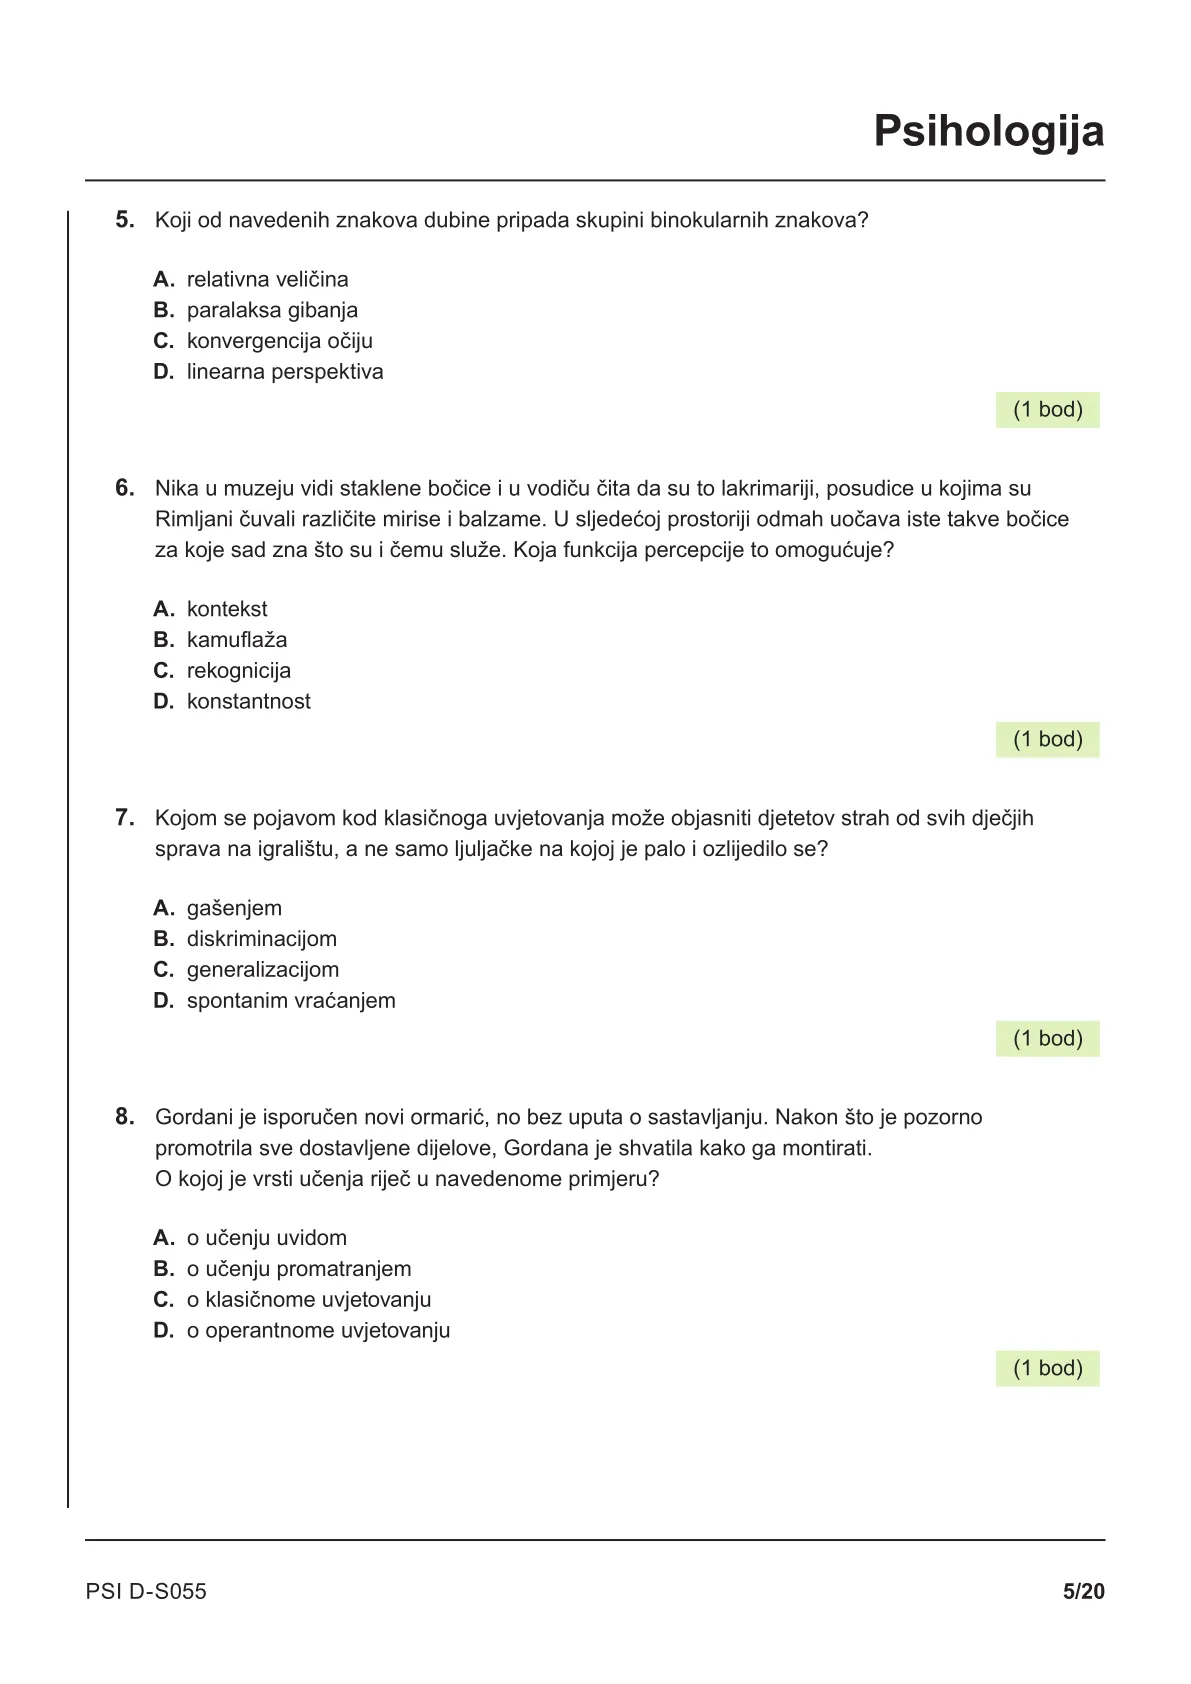 Psihologija
5. Koji od navedenih znakova dubine pripada skupini binokularnih znakova?
A. relativna veličina
B. paralaksa gibanja
C. konvergencija očiju
D. linearna perspektiva
(1 bod)
6. Nika u muzeju vidi staklene bočice i u vodiču čita da su to lakrimariji, posudice u kojima su
Rimljani čuvali različite mirise i balzame. U sljedećoj prostoriji odmah uočava iste takve bočice
za koje sad zna što su i čemu služe. Koja funkcija percepcije to omogućuje?
A. kontekst
B. kamuflaža
C. rekognicija
D. konstantnost
(1 bod)
7. Kojom se pojavom kod klasičnoga uvjetovanja može objasniti djetetov strah od svih dječjih
sprava na igralištu, a ne samo ljuljačke na kojoj je palo i ozlijedilo se?
A. gašenjem
B. diskriminacijom
C. generalizacijom
D. spontanim vraćanjem
(1 bod)
8. Gordani je isporučen novi ormarić, no bez uputa o sastavljanju. Nakon što je pozorno
promotrila sve dostavljene dijelove, Gordana je shvatila kako ga montirati.
O kojoj je vrsti učenja riječ u navedenome primjeru?
A. o učenju uvidom
B. o učenju promatranjem
C. o klasičnome uvjetovanju
D. o operantnome uvjetovanju
(1 bod)
PSI D-S055
5/20